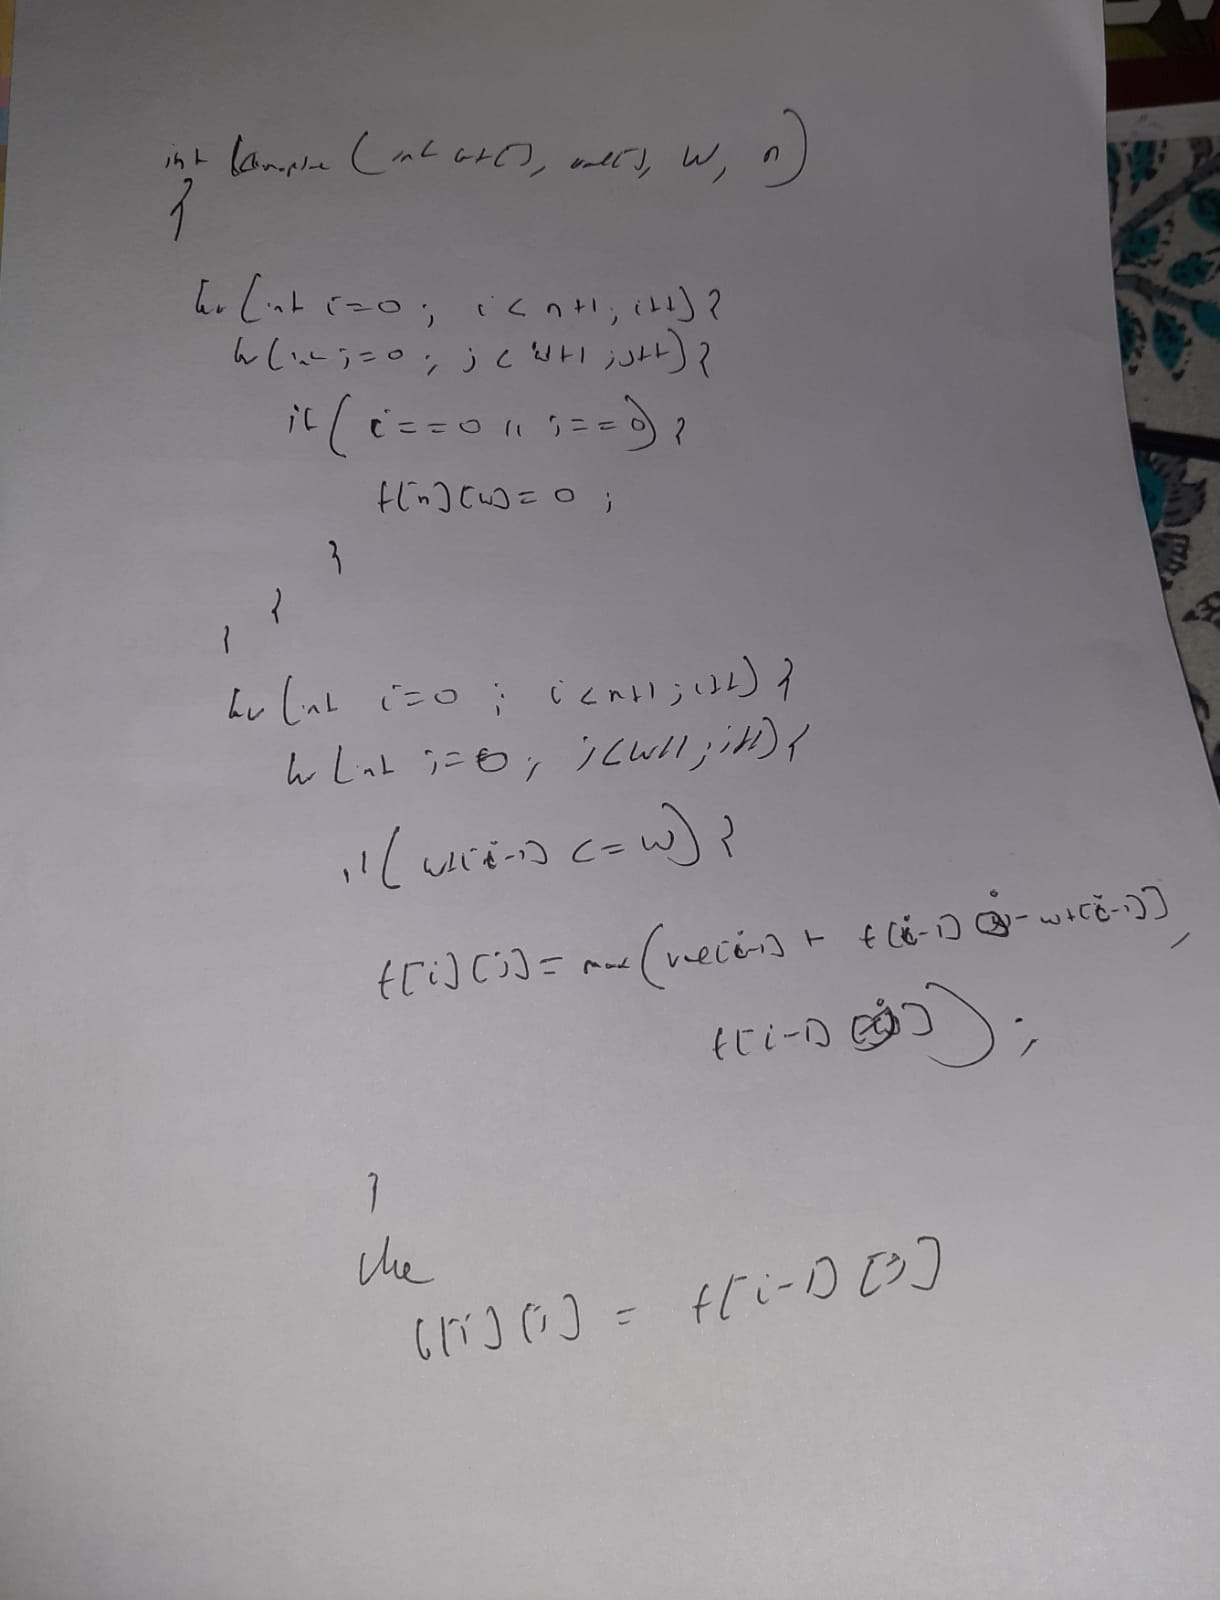 int knapsack (int wt[], val[], W, n)
{
for (int i=0; i<n+1; i++) {
for (int j=0; j<W+1; j++) {
if (i==0 || j==0) {
t[n][w]=0;
}
}
}
for (int i=0; i<n+1; i++) {
for (int j=0; j<w+1; j++) {
if (wt[i-1] <= w) {
t[i][j] = max (val[i-1] + t[i-1][j-wt[i-1]],
t[i-1][j]);
}
else
t[i][j] = t[i-1][j]